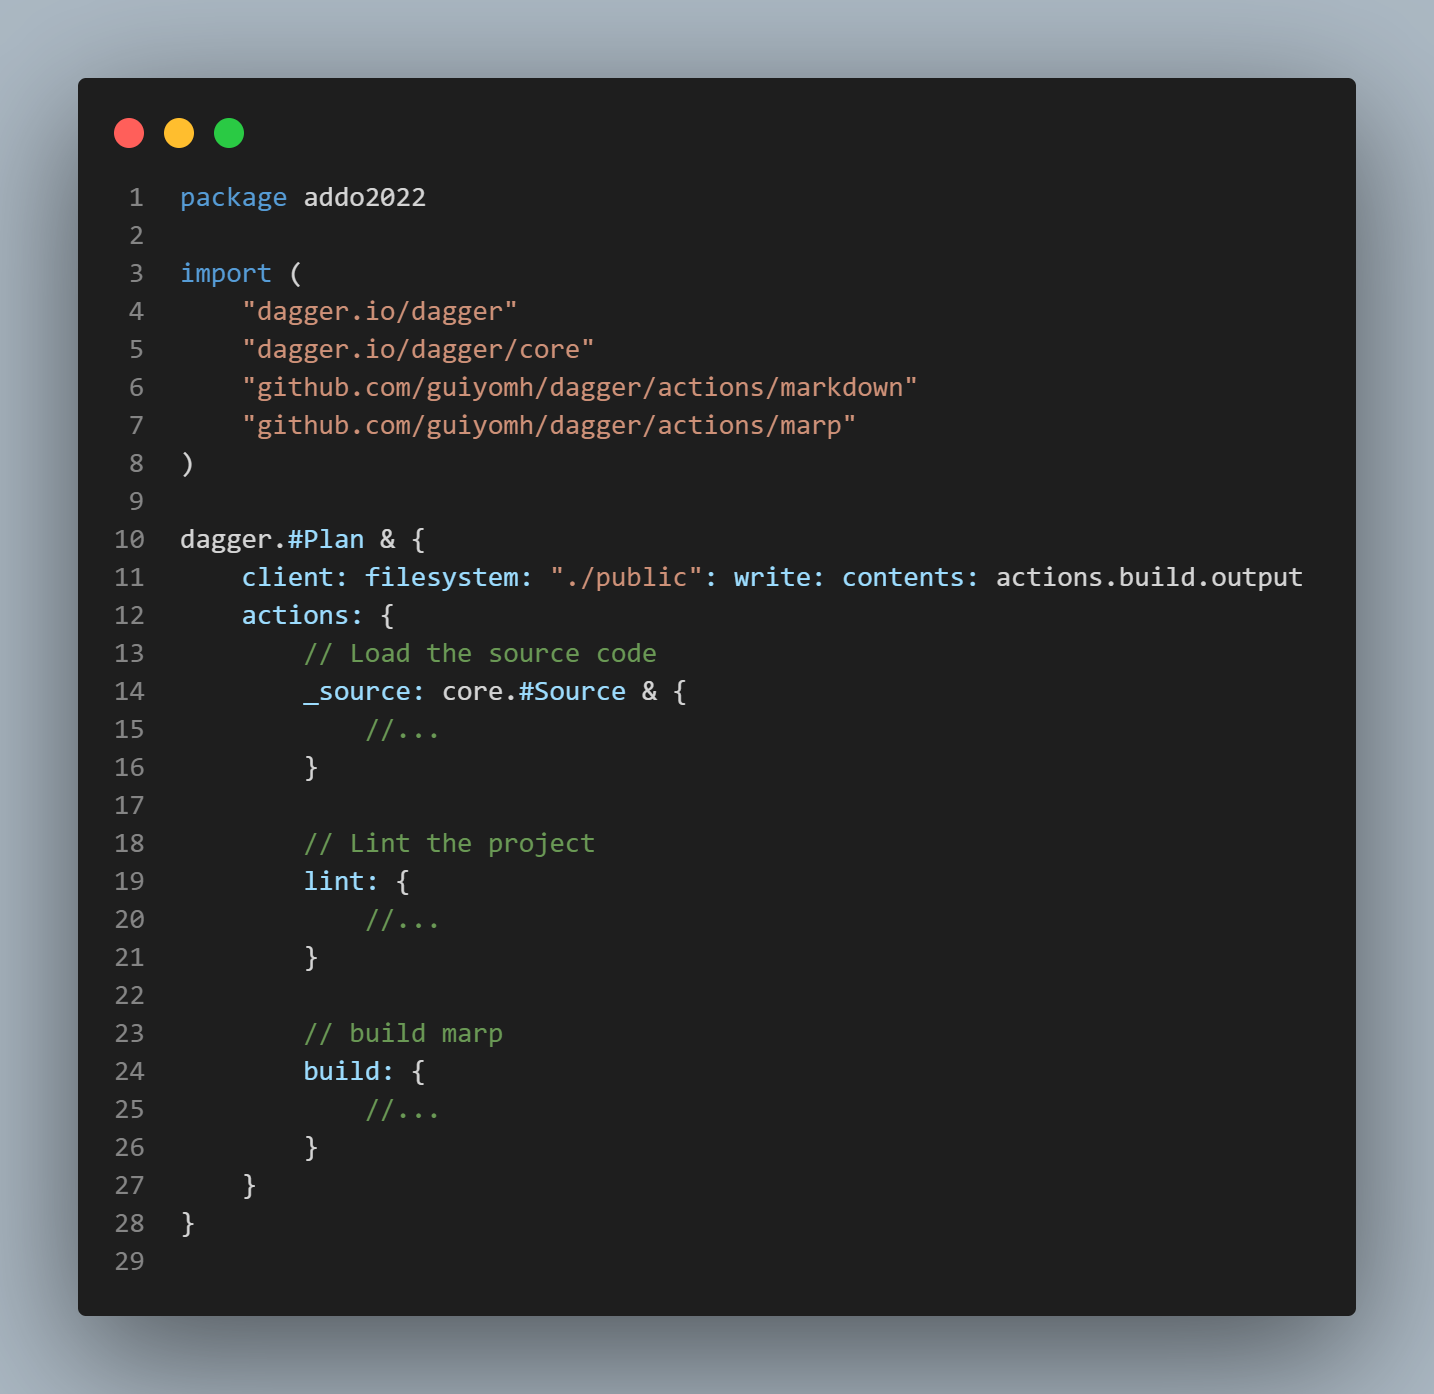 1 package addo2022
2
3 import (
4     "dagger.io/dagger"
5     "dagger.io/dagger/core"
6     "github.com/guiyomh/dagger/actions/markdown"
7     "github.com/guiyomh/dagger/actions/marp"
8 )
9
10 dagger.#Plan & {
11     client: filesystem: "./public": write: contents: actions.build.output
12     actions: {
13         // Load the source code
14         _source: core.#Source & {
15             //...
16         }
17
18         // Lint the project
19         lint: {
20             //...
21         }
22
23         // build marp
24         build: {
25             //...
26         }
27     }
28 }
29